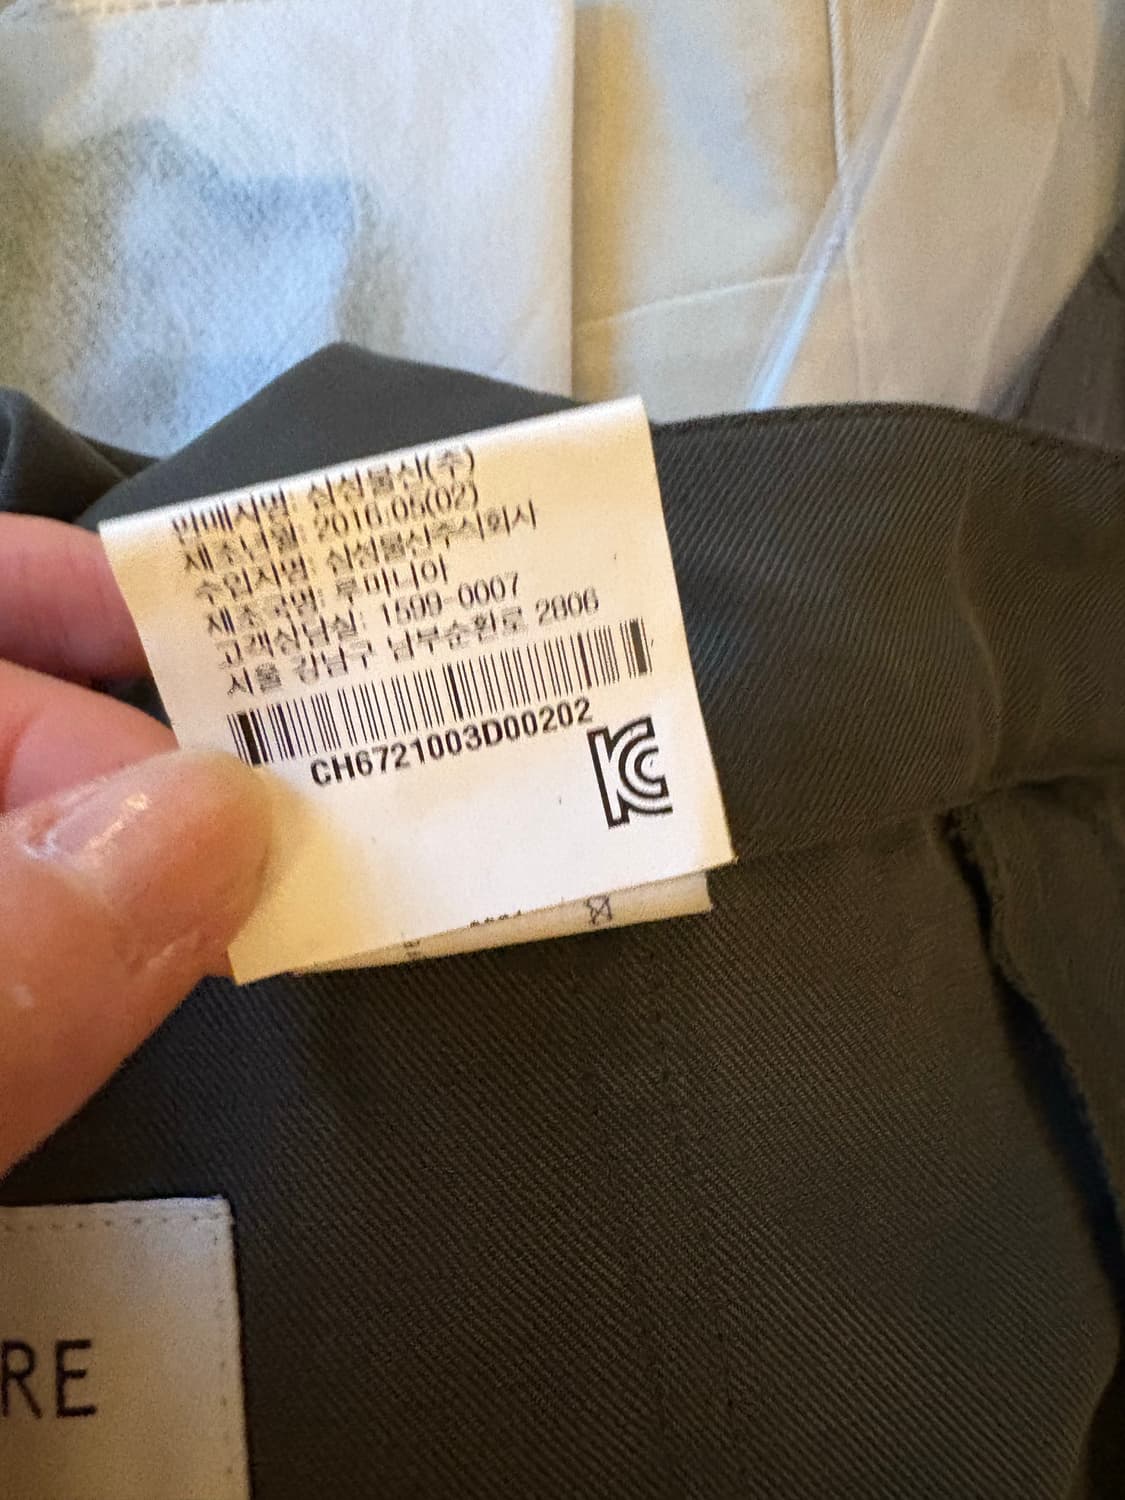 판매자명: 삼성물산(주)
제조년월: 2016.05(02)
수입자명: 삼성물산주식회사
제조국명: 루마니아
고객상담실: 1599-0007
서울 강남구 남부순환로 2806
CH6721003D00202
KC
RE